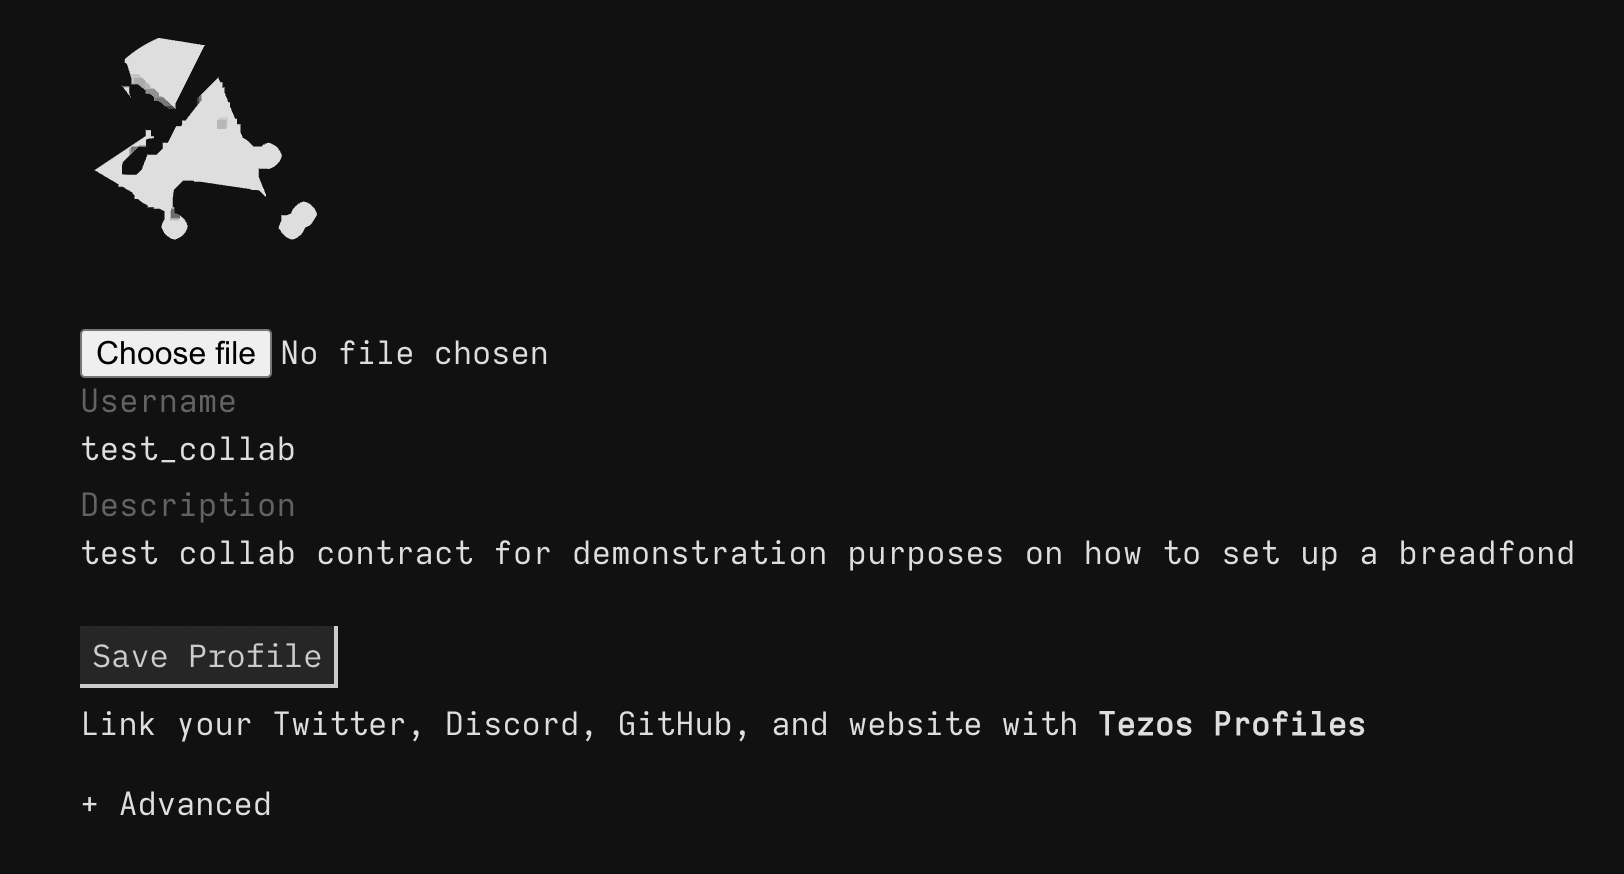 Choose file No file chosen
Username
test_collab
Description
test collab contract for demonstration purposes on how to set up a breadfond
Save Profile
Link your Twitter, Discord, GitHub, and website with Tezos Profiles
+ Advanced